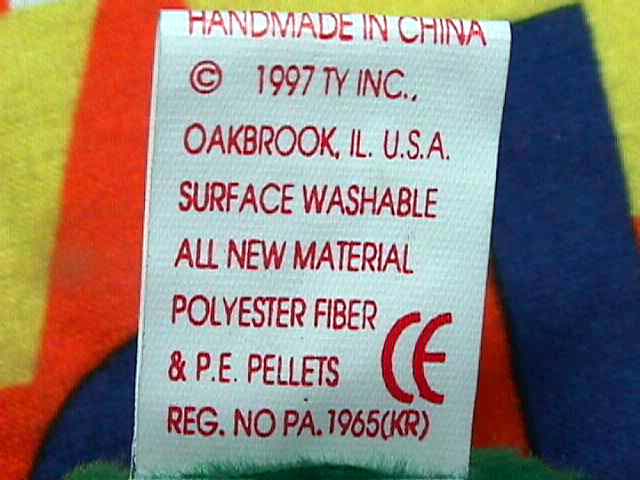 HANDMADE IN CHINA
© 1997 TY INC.,
OAKBROOK, IL. U.S.A.
SURFACE WASHABLE
ALL NEW MATERIAL
POLYESTER FIBER
& P.E. PELLETS CE
REG. NO PA. 1965(KR)